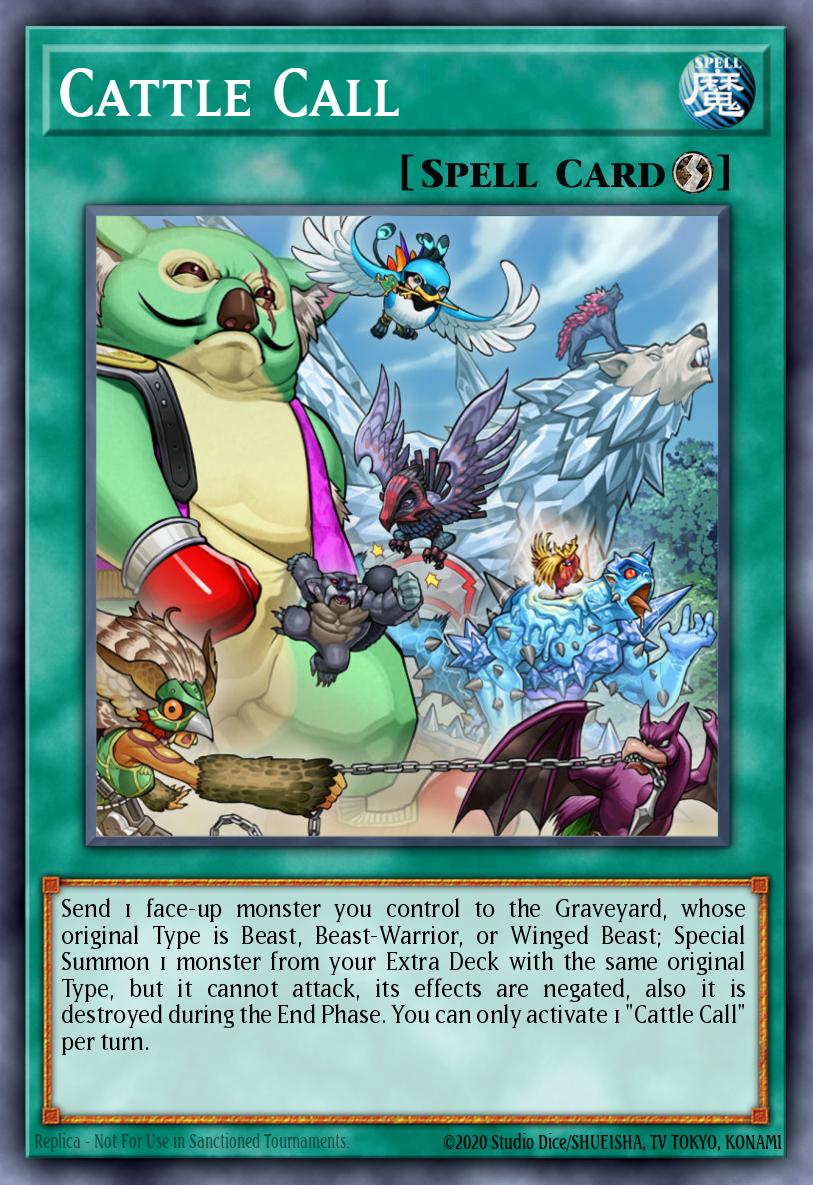 Cattle Call
SPELL
魔
[Spell Card]
Send 1 face-up monster you control to the Graveyard, whose
original Type is Beast, Beast-Warrior, or Winged Beast; Special
Summon 1 monster from your Extra Deck with the same original
Type, but it cannot attack, its effects are negated, also it is
destroyed during the End Phase. You can only activate 1 "Cattle Call"
per turn.
Replica - Not For Use in Sanctioned Tournaments.
©2020 Studio Dice/SHUEISHA, TV TOKYO, KONAMI